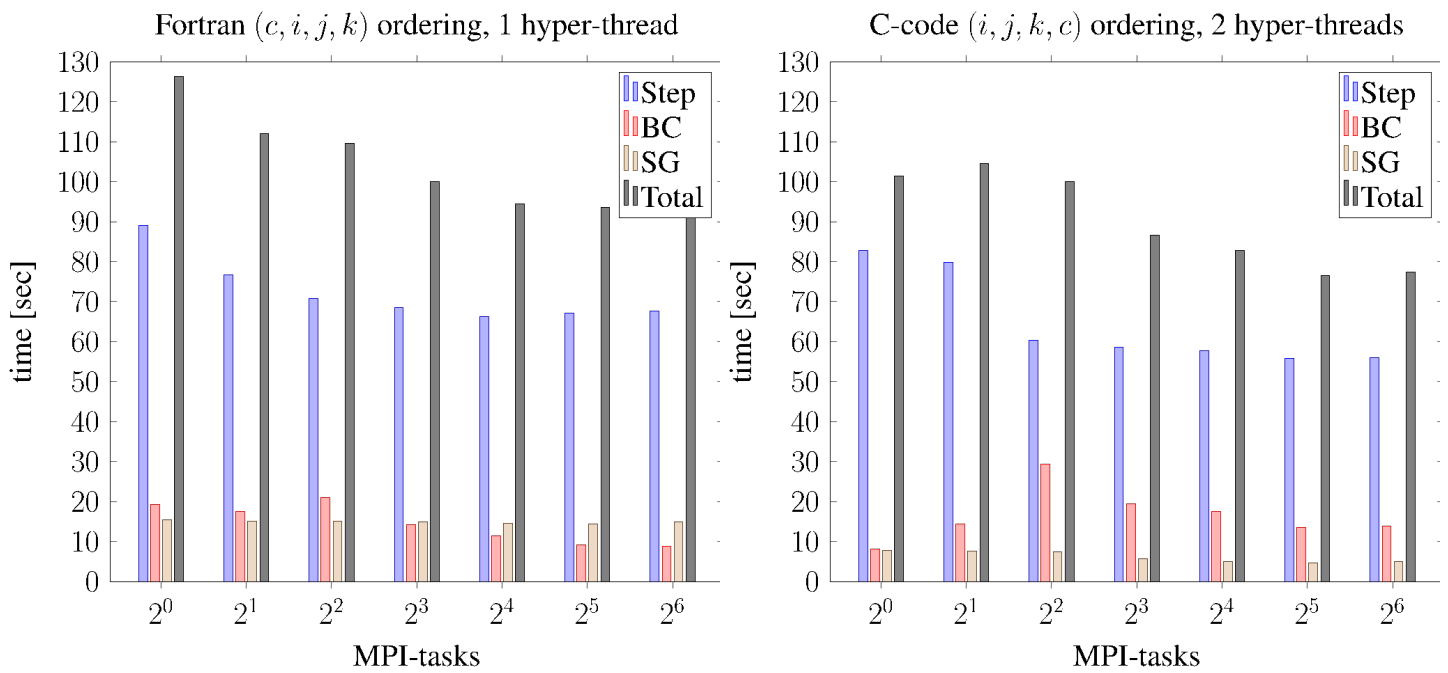 Fortran (c, i, j, k) ordering, 1 hyper-thread
130
120
110
100
90
80
70
60
50
40
30
20
10
0
time [sec]
Step
BC
SG
Total
2^0 2^1 2^2 2^3 2^4 2^5 2^6
MPI-tasks
C-code (i, j, k, c) ordering, 2 hyper-threads
130
120
110
100
90
80
70
60
50
40
30
20
10
0
time [sec]
Step
BC
SG
Total
2^0 2^1 2^2 2^3 2^4 2^5 2^6
MPI-tasks